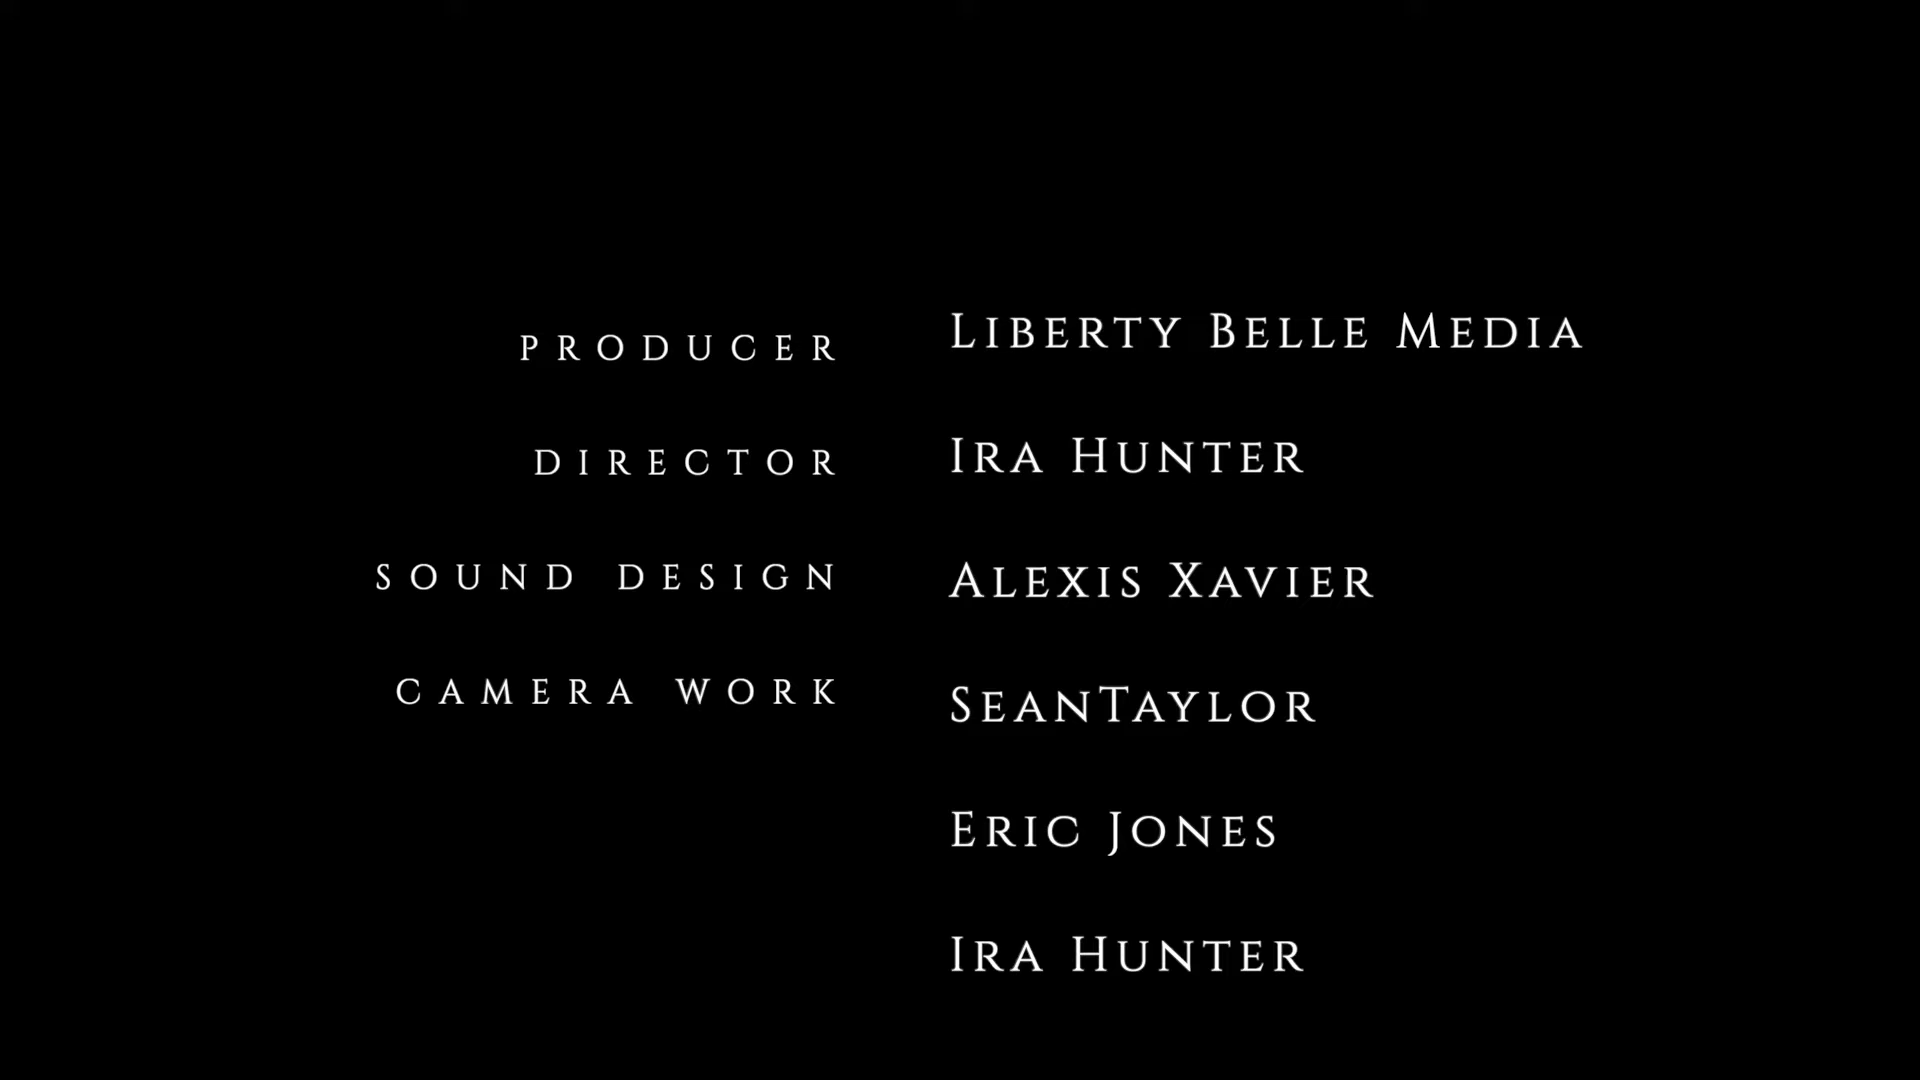 PRODUCER LIBERTY BELLE MEDIA
DIRECTOR IRA HUNTER
SOUND DESIGN ALEXIS XAVIER
CAMERA WORK SEANTAYLOR
ERIC JONES
IRA HUNTER